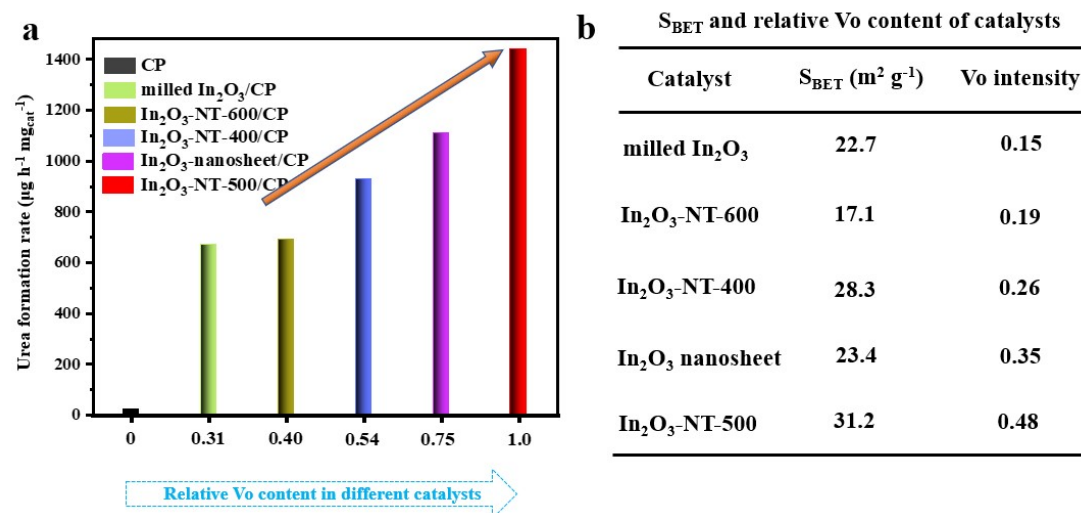 a
Urea formation rate (µg h⁻¹ mg_cat⁻¹)
1400
1200
1000
800
600
400
200
0
CP
milled In₂O₃/CP
In₂O₃-NT-600/CP
In₂O₃-NT-400/CP
In₂O₃-nanosheet/CP
In₂O₃-NT-500/CP
0 0.31 0.40 0.54 0.75 1.0
Relative Vo content in different catalysts
b
S_BET and relative Vo content of catalysts
Catalyst S_BET (m² g⁻¹) Vo intensity
milled In₂O₃ 22.7 0.15
In₂O₃-NT-600 17.1 0.19
In₂O₃-NT-400 28.3 0.26
In₂O₃ nanosheet 23.4 0.35
In₂O₃-NT-500 31.2 0.48